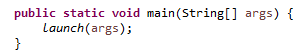 public static void main(String[] args) {
    launch(args);
}